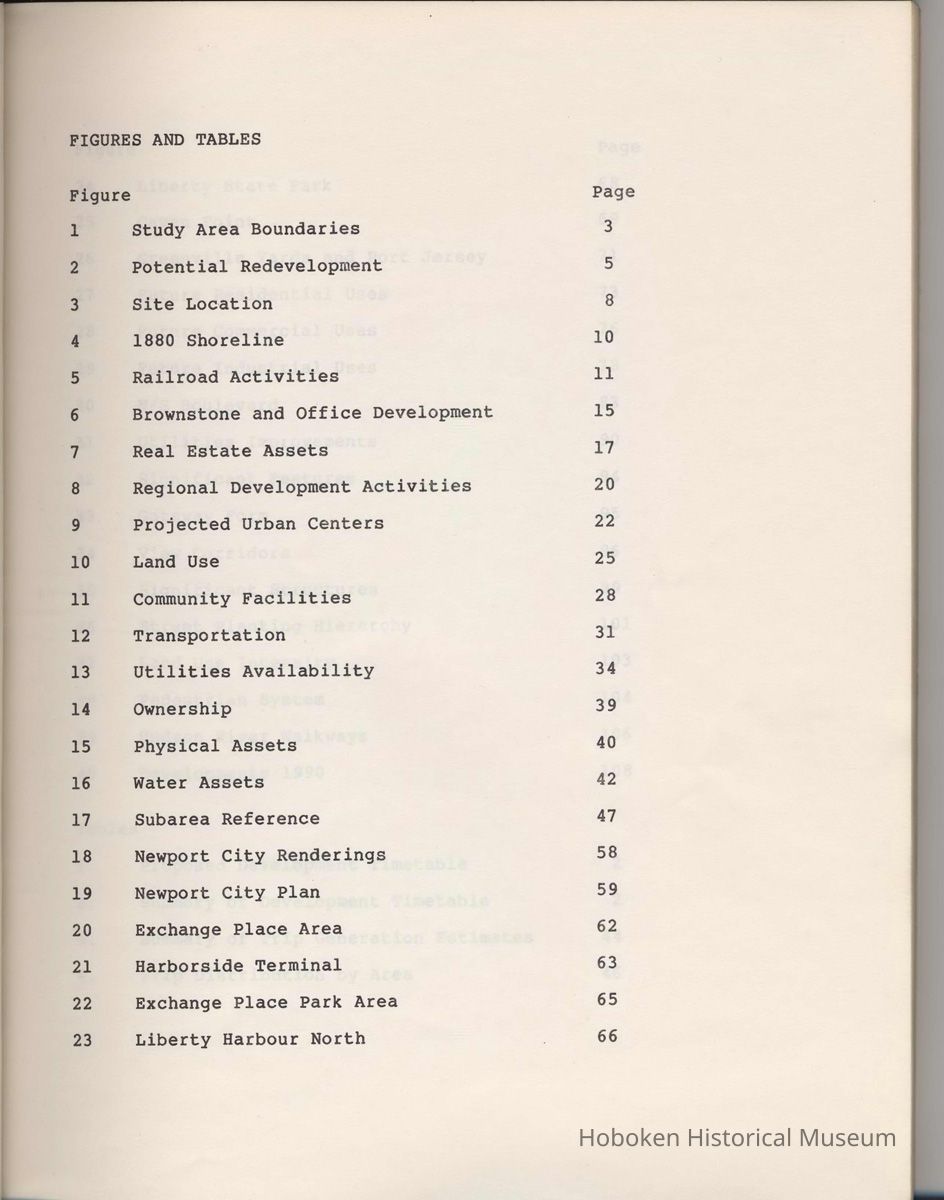 FIGURES AND TABLES
Figure Page
1 Study Area Boundaries 3
2 Potential Redevelopment 5
3 Site Location 8
4 1880 Shoreline 10
5 Railroad Activities 11
6 Brownstone and Office Development 15
7 Real Estate Assets 17
8 Regional Development Activities 20
9 Projected Urban Centers 22
10 Land Use 25
11 Community Facilities 28
12 Transportation 31
13 Utilities Availability 34
14 Ownership 39
15 Physical Assets 40
16 Water Assets 42
17 Subarea Reference 47
18 Newport City Renderings 58
19 Newport City Plan 59
20 Exchange Place Area 62
21 Harborside Terminal 63
22 Exchange Place Park Area 65
23 Liberty Harbour North 66
Hoboken Historical Museum